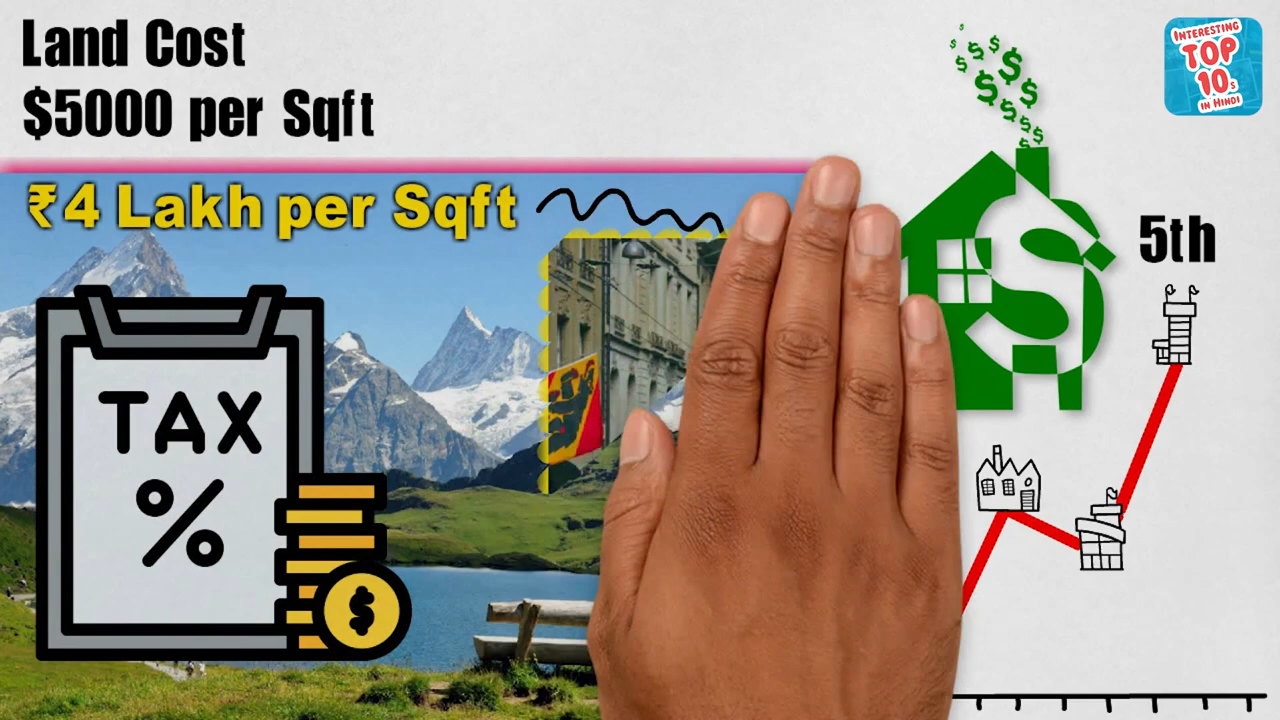 Land Cost
$5000 per Sqft
₹4 Lakh per Sqft
TAX
%
$
5th
INTERESTING
TOP
10s
IN HINDI